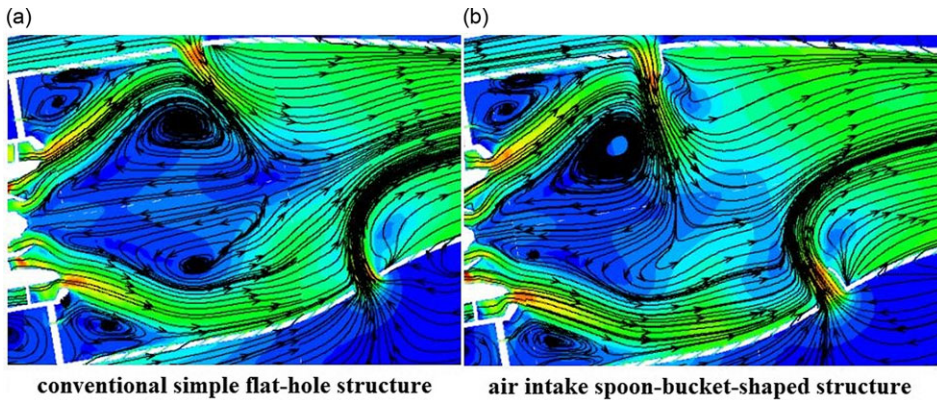 (a)
(b)
conventional simple flat-hole structure
air intake spoon-bucket-shaped structure